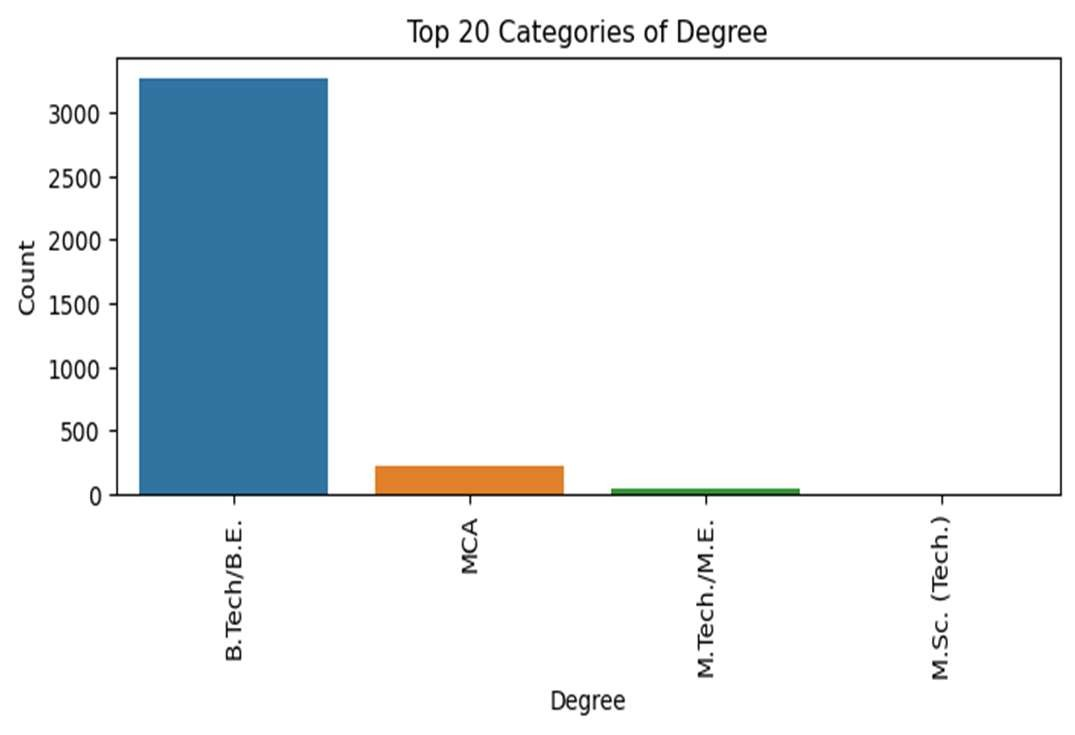 Top 20 Categories of Degree
Count
3000
2500
2000
1500
1000
500
0
B.Tech/B.E.
MCA
M.Tech./M.E.
M.Sc. (Tech.)
Degree